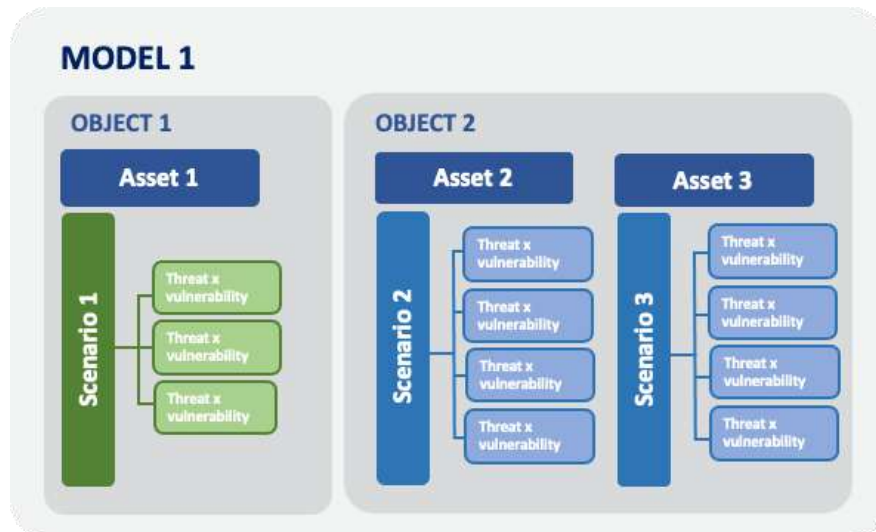 MODEL 1
OBJECT 1
Asset 1
Scenario 1
Threat x
vulnerability
Threat x
vulnerability
Threat x
vulnerability
OBJECT 2
Asset 2
Scenario 2
Threat x
vulnerability
Threat x
vulnerability
Threat x
vulnerability
Threat x
vulnerability
Asset 3
Scenario 3
Threat x
vulnerability
Threat x
vulnerability
Threat x
vulnerability
Threat x
vulnerability